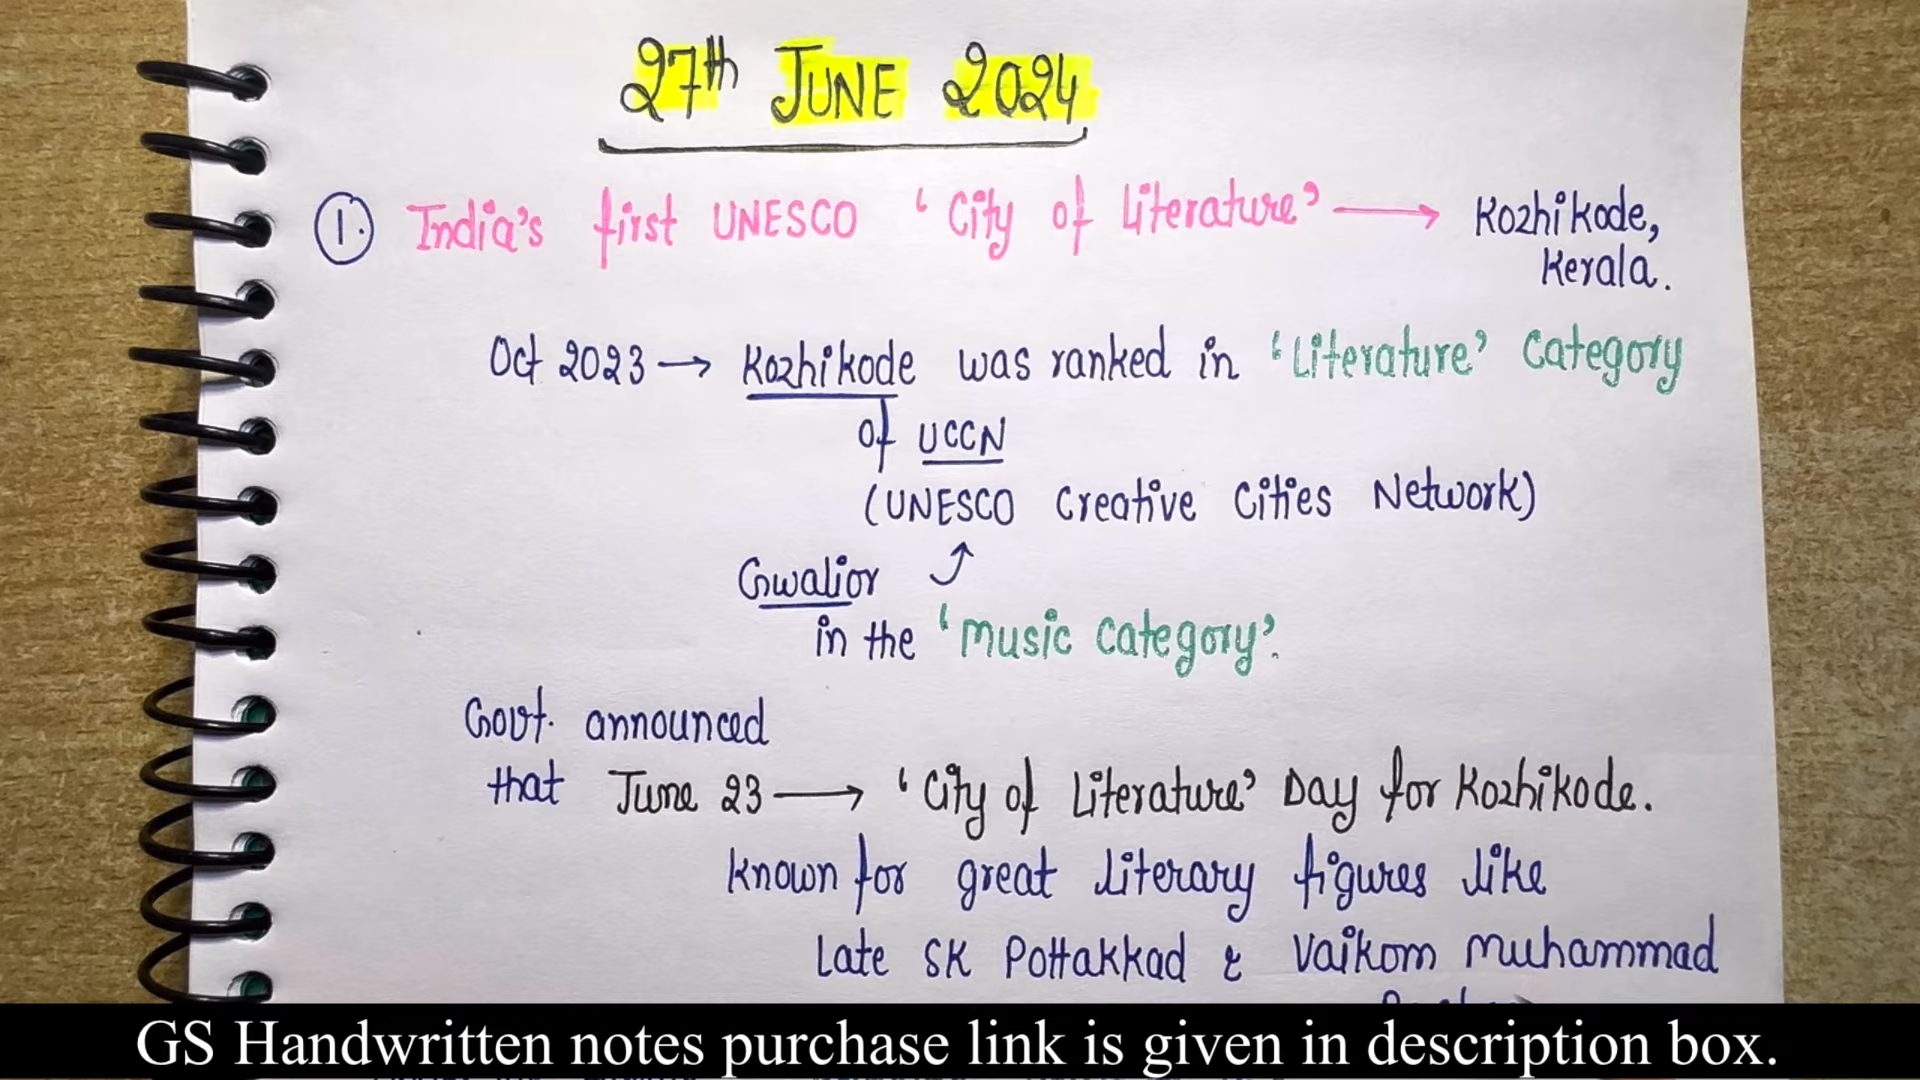 27th JUNE 2024
1. India's first UNESCO 'City of Literature' → Kozhikode,
Kerala.
Oct 2023 → Kozhikode was ranked in 'Literature' Category
of UCCN
(UNESCO Creative Cities Network)
Gwalior
in the 'music category'.
Govt. announced
that June 23 → 'City of Literature' Day for Kozhikode.
known for great literary figures like
Late SK Pottakkad & Vaikom Muhammad
GS Handwritten notes purchase link is given in description box.